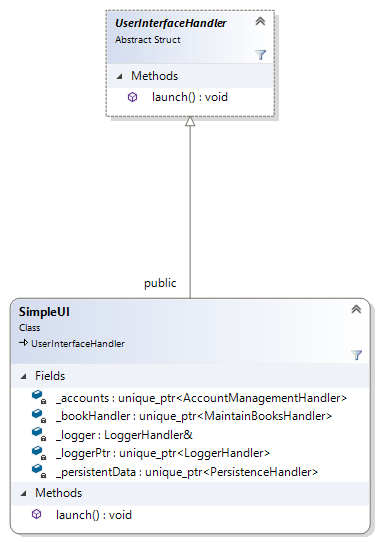 UserInterfaceHandler
Abstract Struct
Methods
launch() : void
public
SimpleUI
Class
UserInterfaceHandler
Fields
_accounts : unique_ptr<AccountManagementHandler>
_bookHandler : unique_ptr<MaintainBooksHandler>
_logger : LoggerHandler&
_loggerPtr : unique_ptr<LoggerHandler>
_persistentData : unique_ptr<PersistenceHandler>
Methods
launch() : void